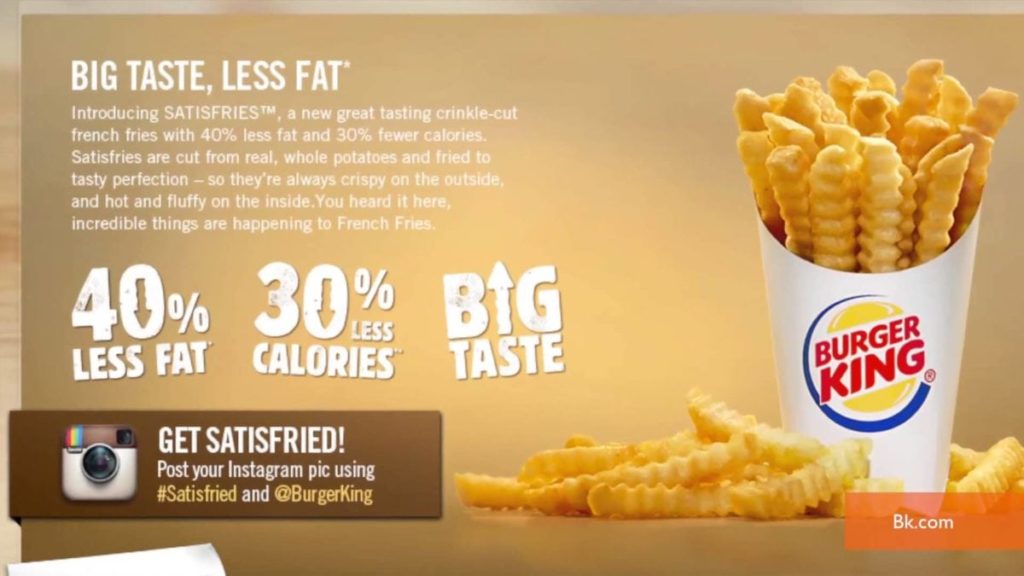 BIG TASTE, LESS FAT*
Introducing SATISFRIES™, a new great tasting crinkle-cut
french fries with 40% less fat and 30% fewer calories.
Satisfries are cut from real, whole potatoes and fried to
tasty perfection – so they're always crispy on the outside,
and hot and fluffy on the inside.You heard it here,
incredible things are happening to French Fries.
40%
LESS FAT*
30%
LESS
CALORIES**
BIG
TASTE
BURGER
KING®
GET SATISFRIED!
Post your Instagram pic using
#Satisfried and @BurgerKing
Bk.com